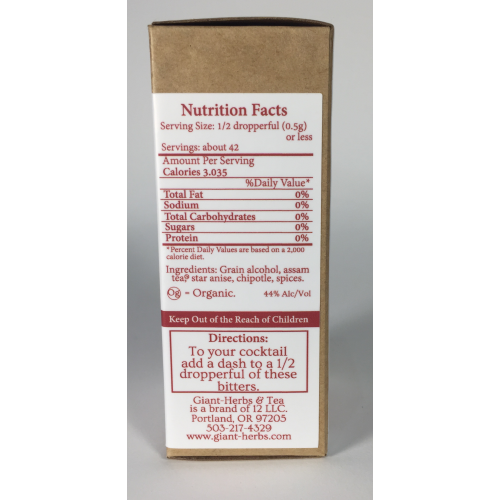 Nutrition Facts
Serving Size: 1/2 dropperful (0.5g)
or less
Servings: about 42
Amount Per Serving
Calories 3.035
%Daily Value*
Total Fat 0%
Sodium 0%
Total Carbohydrates 0%
Sugars 0%
Protein 0%
*Percent Daily Values are based on a 2,000
calorie diet.
Ingredients: Grain alcohol, assam
tea, star anise, chipotle, spices.
Og = Organic. 44% Alc/Vol
Keep Out of the Reach of Children
Directions:
To your cocktail
add a dash to a 1/2
dropperful of these
bitters.
Giant-Herbs & Tea
is a brand of 12 LLC.
Portland, OR 97205
503-217-4329
www.giant-herbs.com